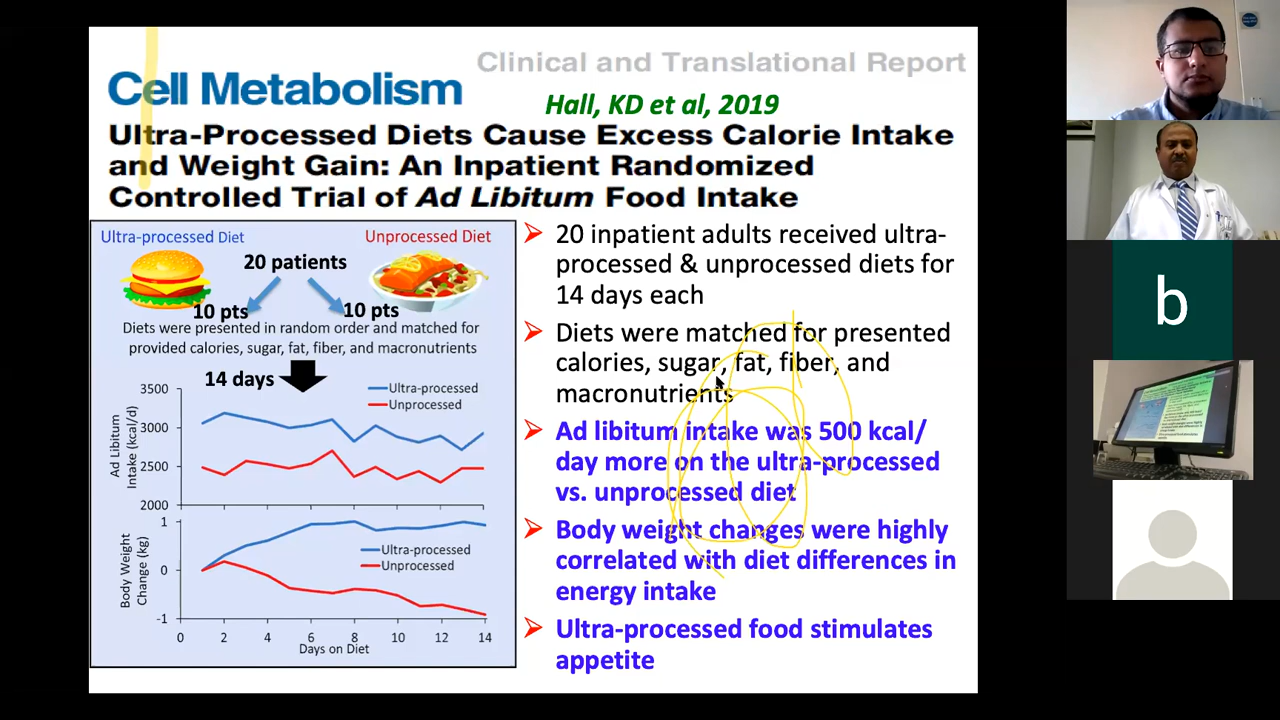 Clinical and Translational Report
Cell Metabolism
Hall, KD et al, 2019
Ultra-Processed Diets Cause Excess Calorie Intake
and Weight Gain: An Inpatient Randomized
Controlled Trial of Ad Libitum Food Intake
Ultra-processed Diet
Unprocessed Diet
20 patients
10 pts
10 pts
Diets were presented in random order and matched for
provided calories, sugar, fat, fiber, and macronutrients
14 days
Ad Libitum
Intake (kcal/d)
3500
3000
2500
2000
Ultra-processed
Unprocessed
Body Weight
Change (kg)
1
0
-1
Ultra-processed
Unprocessed
0 2 4 6 8 10 12 14
Days on Diet
20 inpatient adults received ultra-
processed & unprocessed diets for
14 days each
Diets were matched for presented
calories, sugar, fat, fiber, and
macronutrients
Ad libitum intake was 500 kcal/
day more on the ultra-processed
vs. unprocessed diet
Body weight changes were highly
correlated with diet differences in
energy intake
Ultra-processed food stimulates
appetite
b